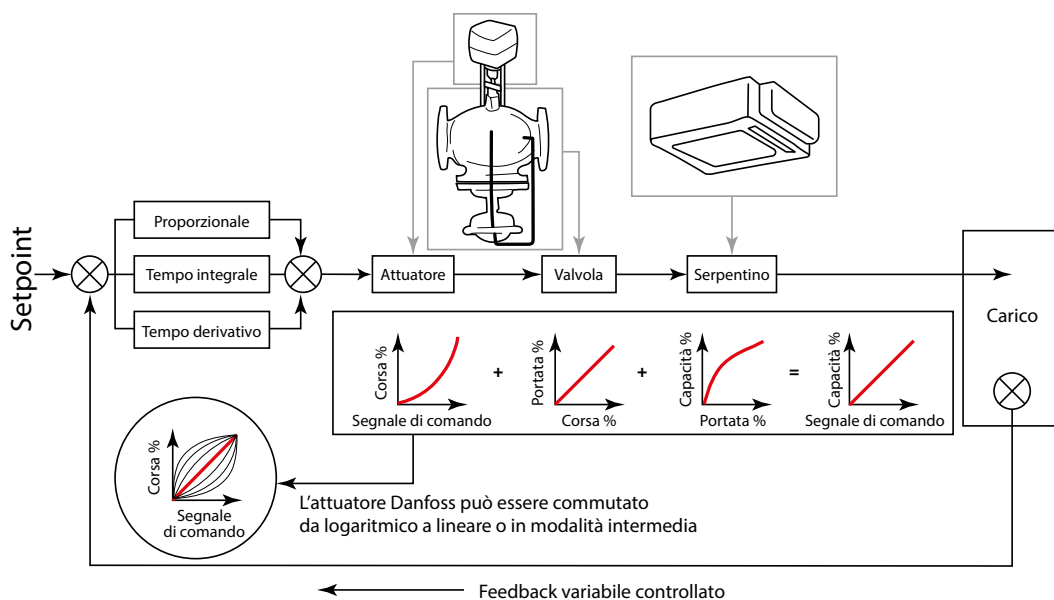 Setpoint
Proporzionale
Tempo integrale
Tempo derivativo
Attuatore
Valvola
Serpentino
Carico
Corsa %
Segnale di comando
+
Portata %
Corsa %
+
Capacità %
Portata %
=
Capacità %
Segnale di comando
Corsa %
Segnale
di comando
L'attuatore Danfoss può essere commutato
da logaritmico a lineare o in modalità intermedia
Feedback variabile controllato